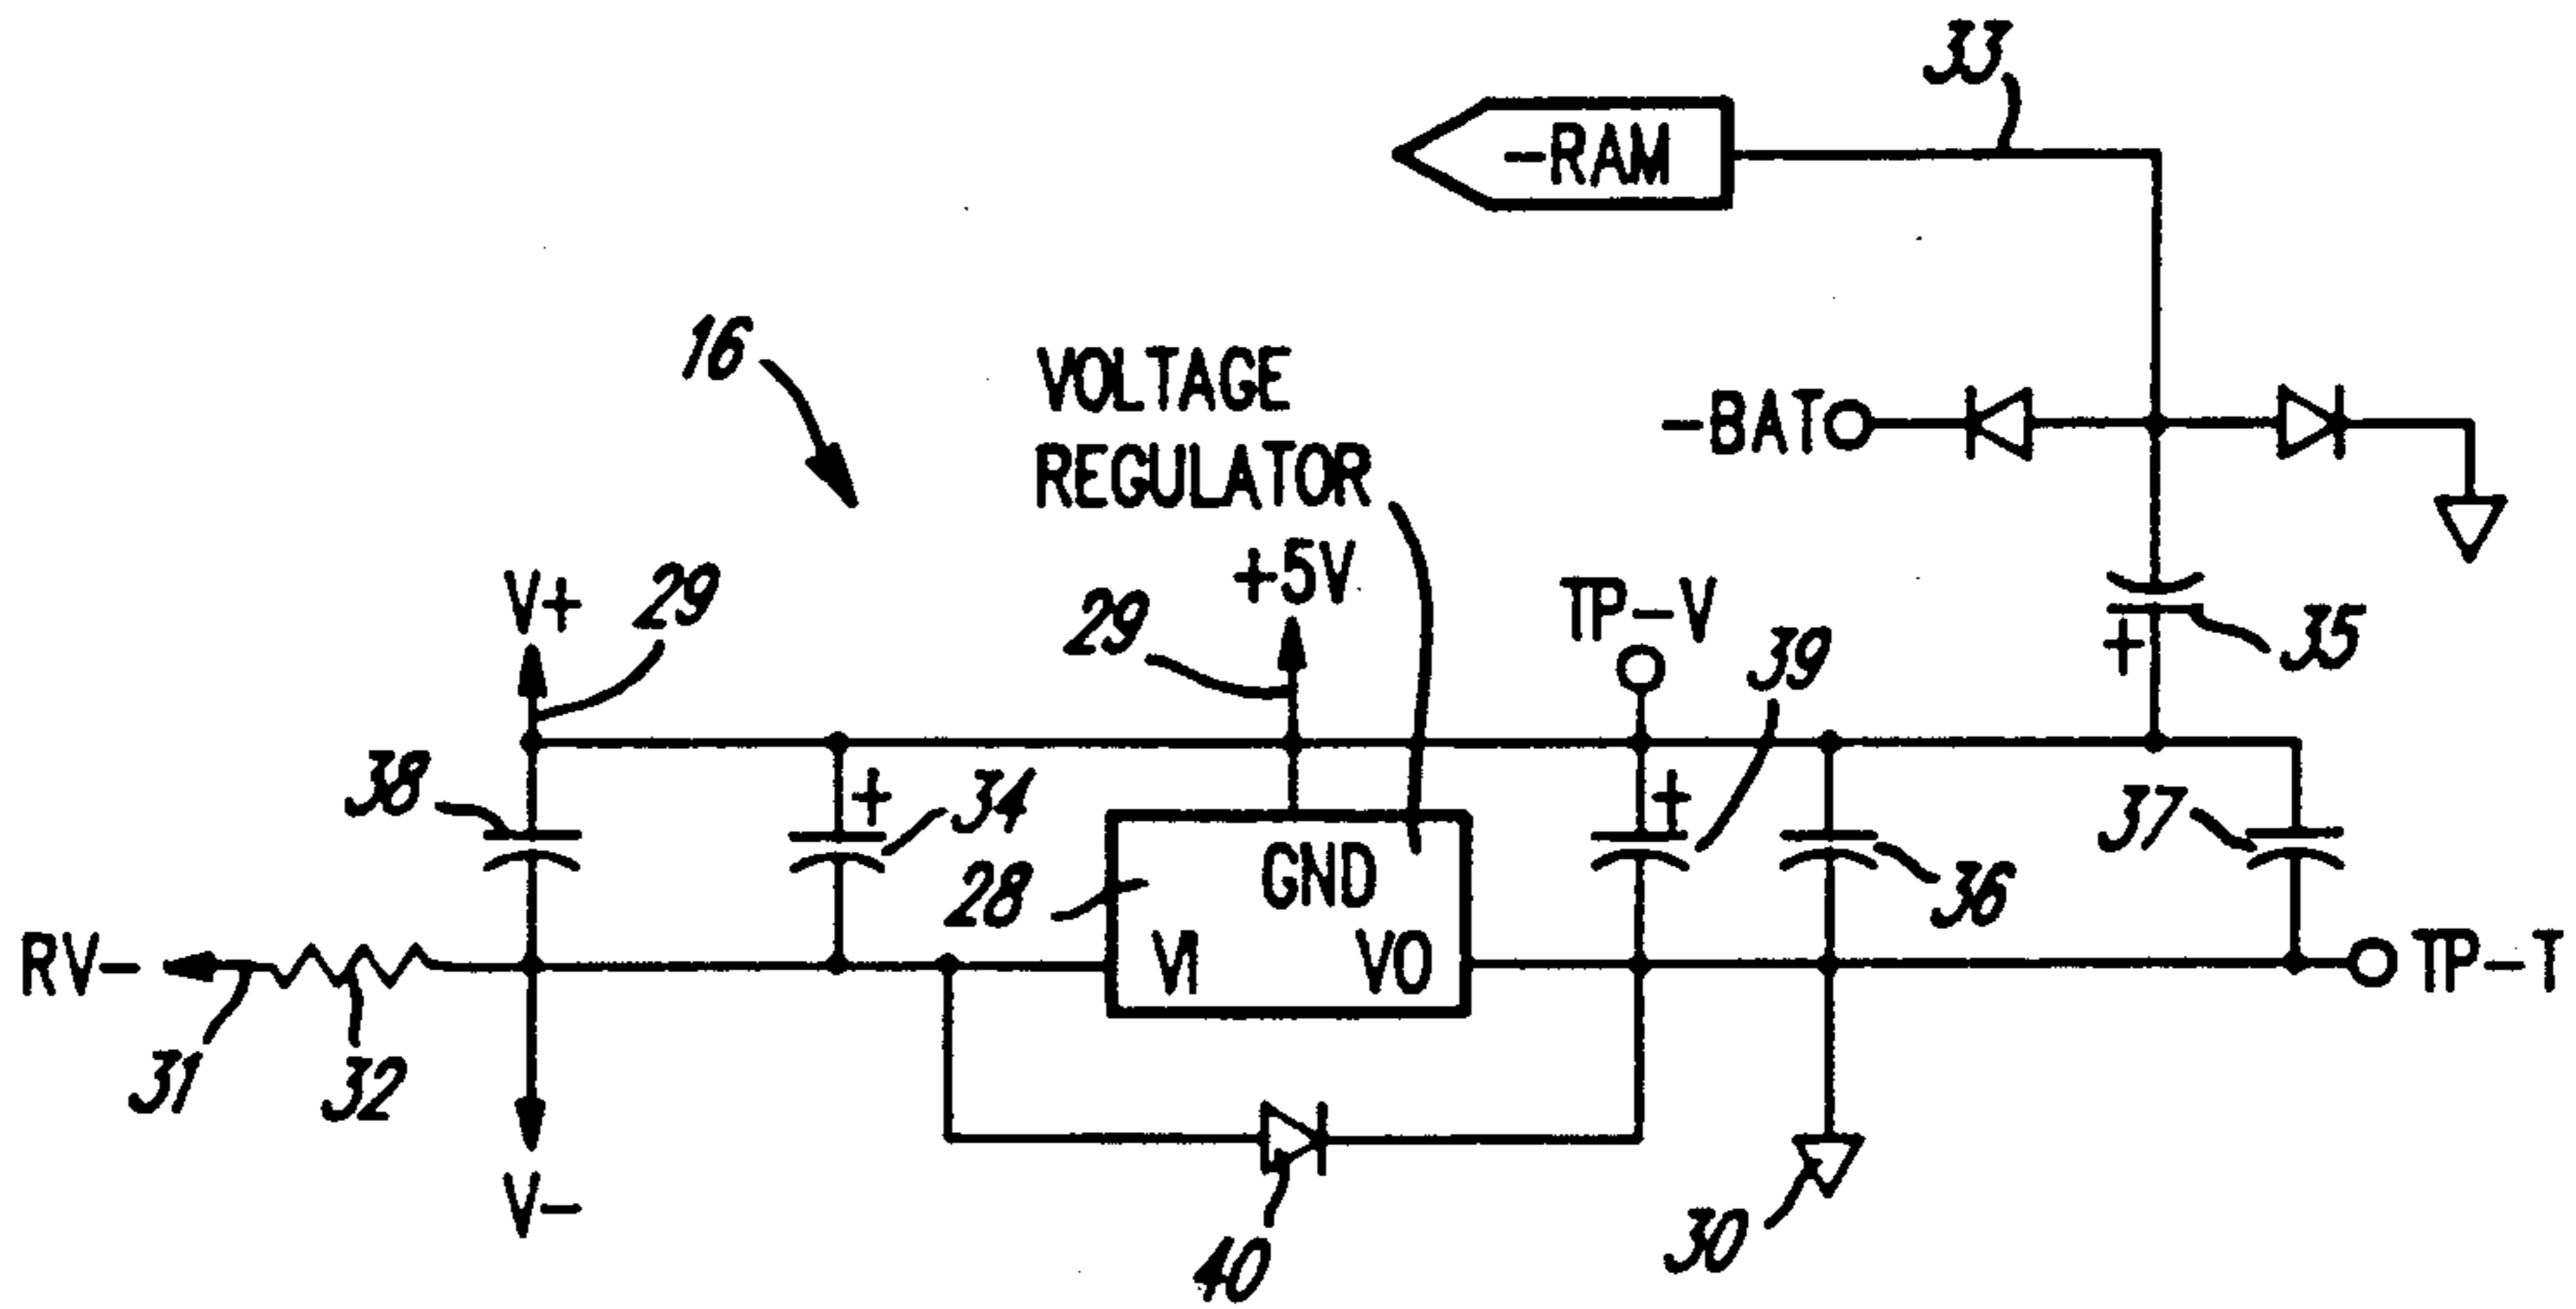 33
-RAM
16
VOLTAGE
REGULATOR
-BAT
+5V
V+
29
29
TP-V
39
35
+
38
+
34
+
37
28
GND
36
VI
VO
RV-
TP-T
31
32
V-
40
30